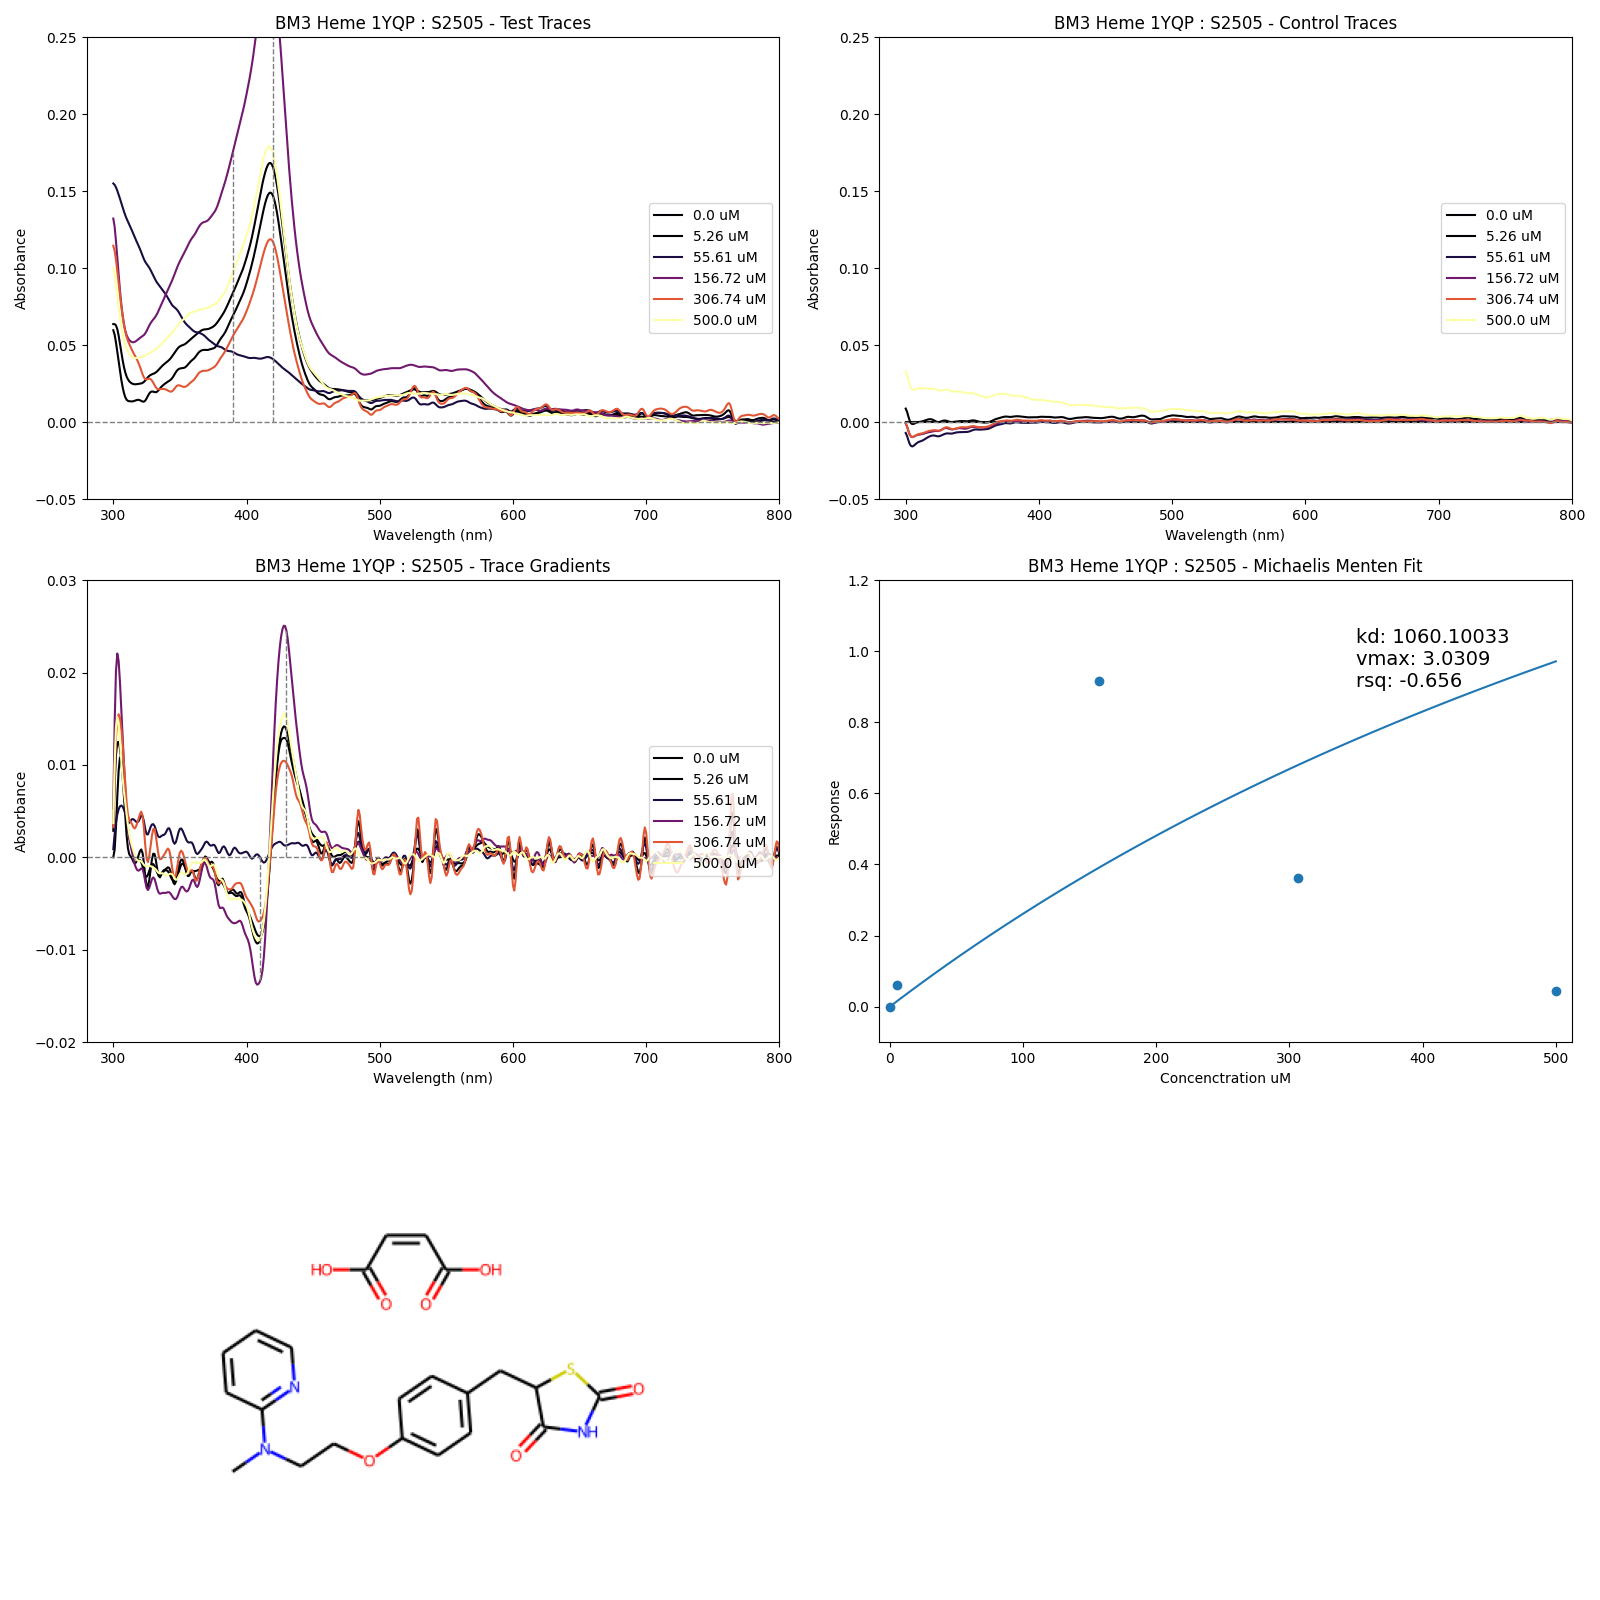 BM3 Heme 1YQP : S2505 - Test Traces
0.25
0.20
0.15
0.10
0.05
0.00
−0.05
Absorbance
0.0 uM
5.26 uM
55.61 uM
156.72 uM
306.74 uM
500.0 uM
300 400 500 600 700 800
Wavelength (nm)
BM3 Heme 1YQP : S2505 - Control Traces
0.25
0.20
0.15
0.10
0.05
0.00
−0.05
Absorbance
0.0 uM
5.26 uM
55.61 uM
156.72 uM
306.74 uM
500.0 uM
300 400 500 600 700 800
Wavelength (nm)
BM3 Heme 1YQP : S2505 - Trace Gradients
0.03
0.02
0.01
0.00
−0.01
−0.02
Absorbance
0.0 uM
5.26 uM
55.61 uM
156.72 uM
306.74 uM
500.0 uM
300 400 500 600 700 800
Wavelength (nm)
BM3 Heme 1YQP : S2505 - Michaelis Menten Fit
1.2
1.0
0.8
0.6
0.4
0.2
0.0
Response
kd: 1060.10033
vmax: 3.0309
rsq: -0.656
0 100 200 300 400 500
Concenctration uM
HO OH
O O
N S O
N O O NH